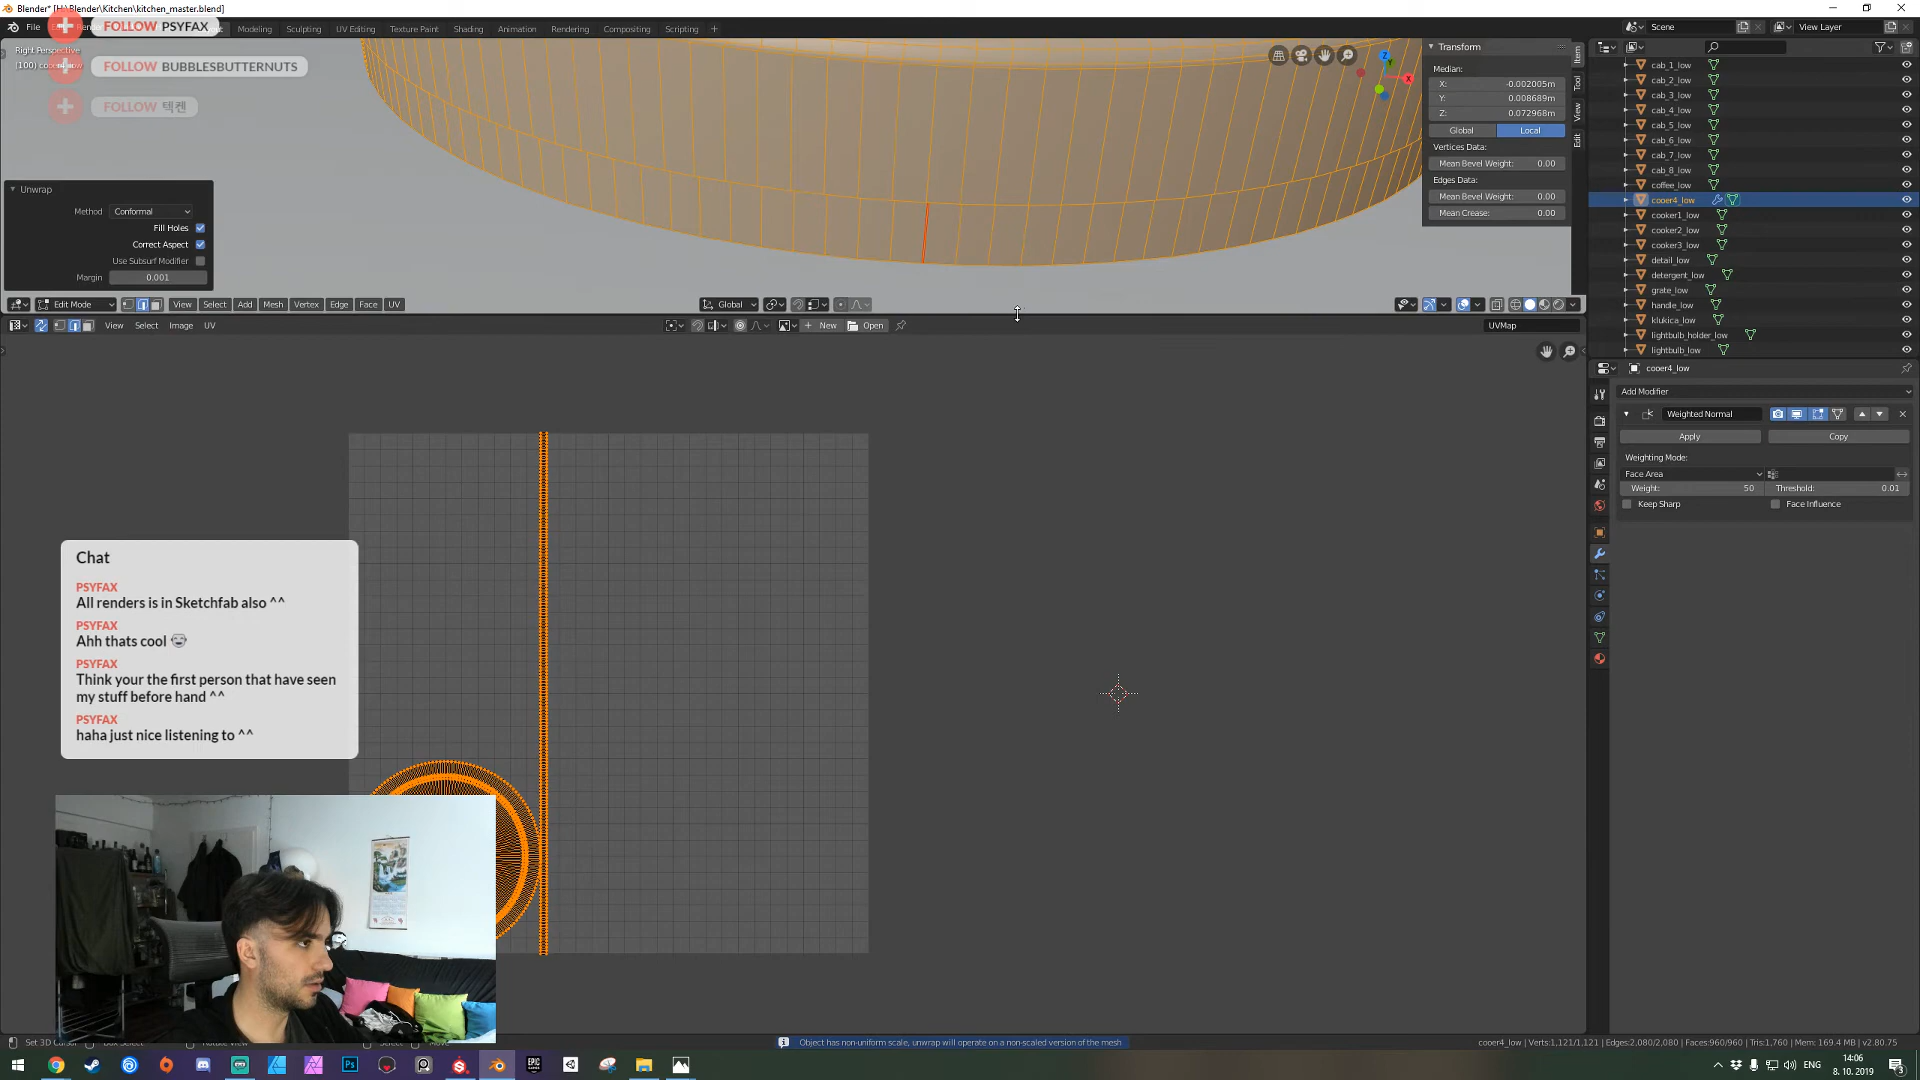 Blender* [H:\Blender\Kitchen\kitchen_master.blend]
File
Modeling Sculpting UV Editing Texture Paint Shading Animation Rendering Compositing Scripting +
Scene
View Layer
FOLLOW PSYFAX
FOLLOW BUBBLESBUTTERNUTS
FOLLOW 텍켄
Right Perspective
Transform
Median:
X: -0.002005m
Y: 0.008689m
Z: 0.072968m
Global Local
Vertices Data:
Mean Bevel Weight: 0.00
Edges Data:
Mean Bevel Weight: 0.00
Mean Crease: 0.00
Item
Tool
View
Edit
cab_1_low
cab_2_low
cab_3_low
cab_4_low
cab_5_low
cab_6_low
cab_7_low
cab_8_low
coffee_low
cooer4_low
cooker1_low
cooker2_low
cooker3_low
detail_low
detergent_low
grate_low
handle_low
klukica_low
lightbulb_holder_low
lightbulb_low
Unwrap
Method Conformal
Fill Holes
Correct Aspect
Use Subsurf Modifier
Margin 0.001
Edit Mode View Select Add Mesh Vertex Edge Face UV
Global
View Select Image UV
New Open
UVMap
cooer4_low
Add Modifier
Weighted Normal
Apply Copy
Weighting Mode:
Face Area
Weight: 50 Threshold: 0.01
Keep Sharp Face Influence
Chat
PSYFAX
All renders is in Sketchfab also ^^
PSYFAX
Ahh thats cool
PSYFAX
Think your the first person that have seen
my stuff before hand ^^
PSYFAX
haha just nice listening to ^^
Set 3D Cursor
Object has non-uniform scale, unwrap will operate on a non-scaled version of the mesh
cooer4_low | Verts:1,121/1,121 | Edges:2,080/2,080 | Faces:960/960 | Tris:1,760 | Mem: 169.4 MB | v2.80.75
ENG
14:06
8. 10. 2019